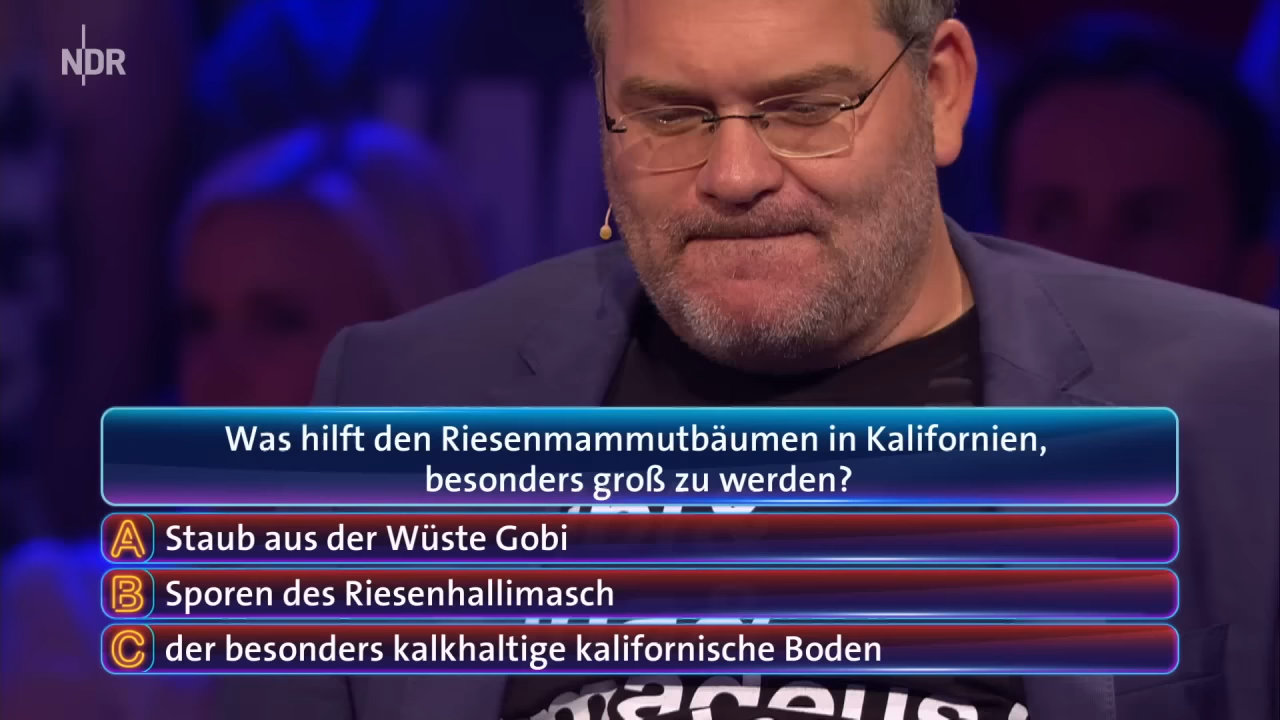 NDR
Was hilft den Riesenmammutbäumen in Kalifornien,
besonders groß zu werden?
A Staub aus der Wüste Gobi
B Sporen des Riesenhallimasch
C der besonders kalkhaltige kalifornische Boden